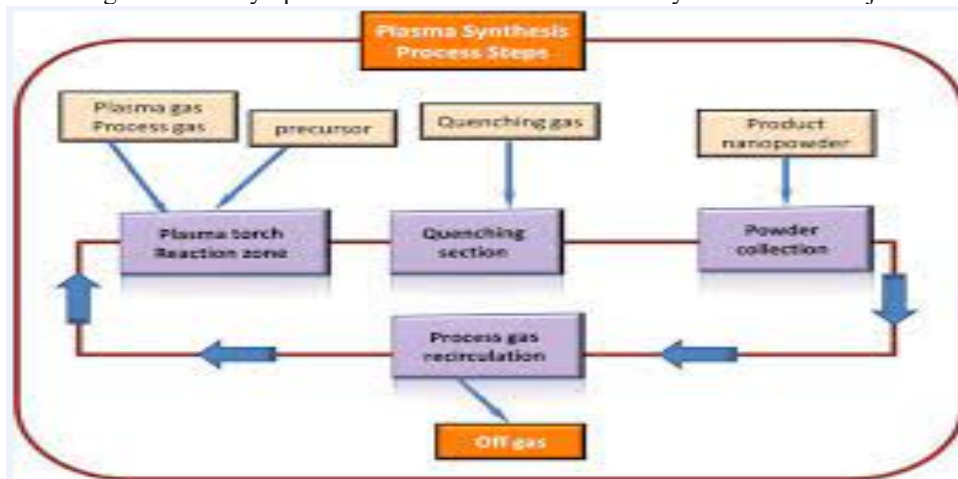 Plasma Synthesis
Process Steps
Plasma gas
Process gas
precursor
Quenching gas
Product
nanopowder
Plasma torch
Reaction zone
Quenching
section
Powder
collection
Process gas
recirculation
Off gas